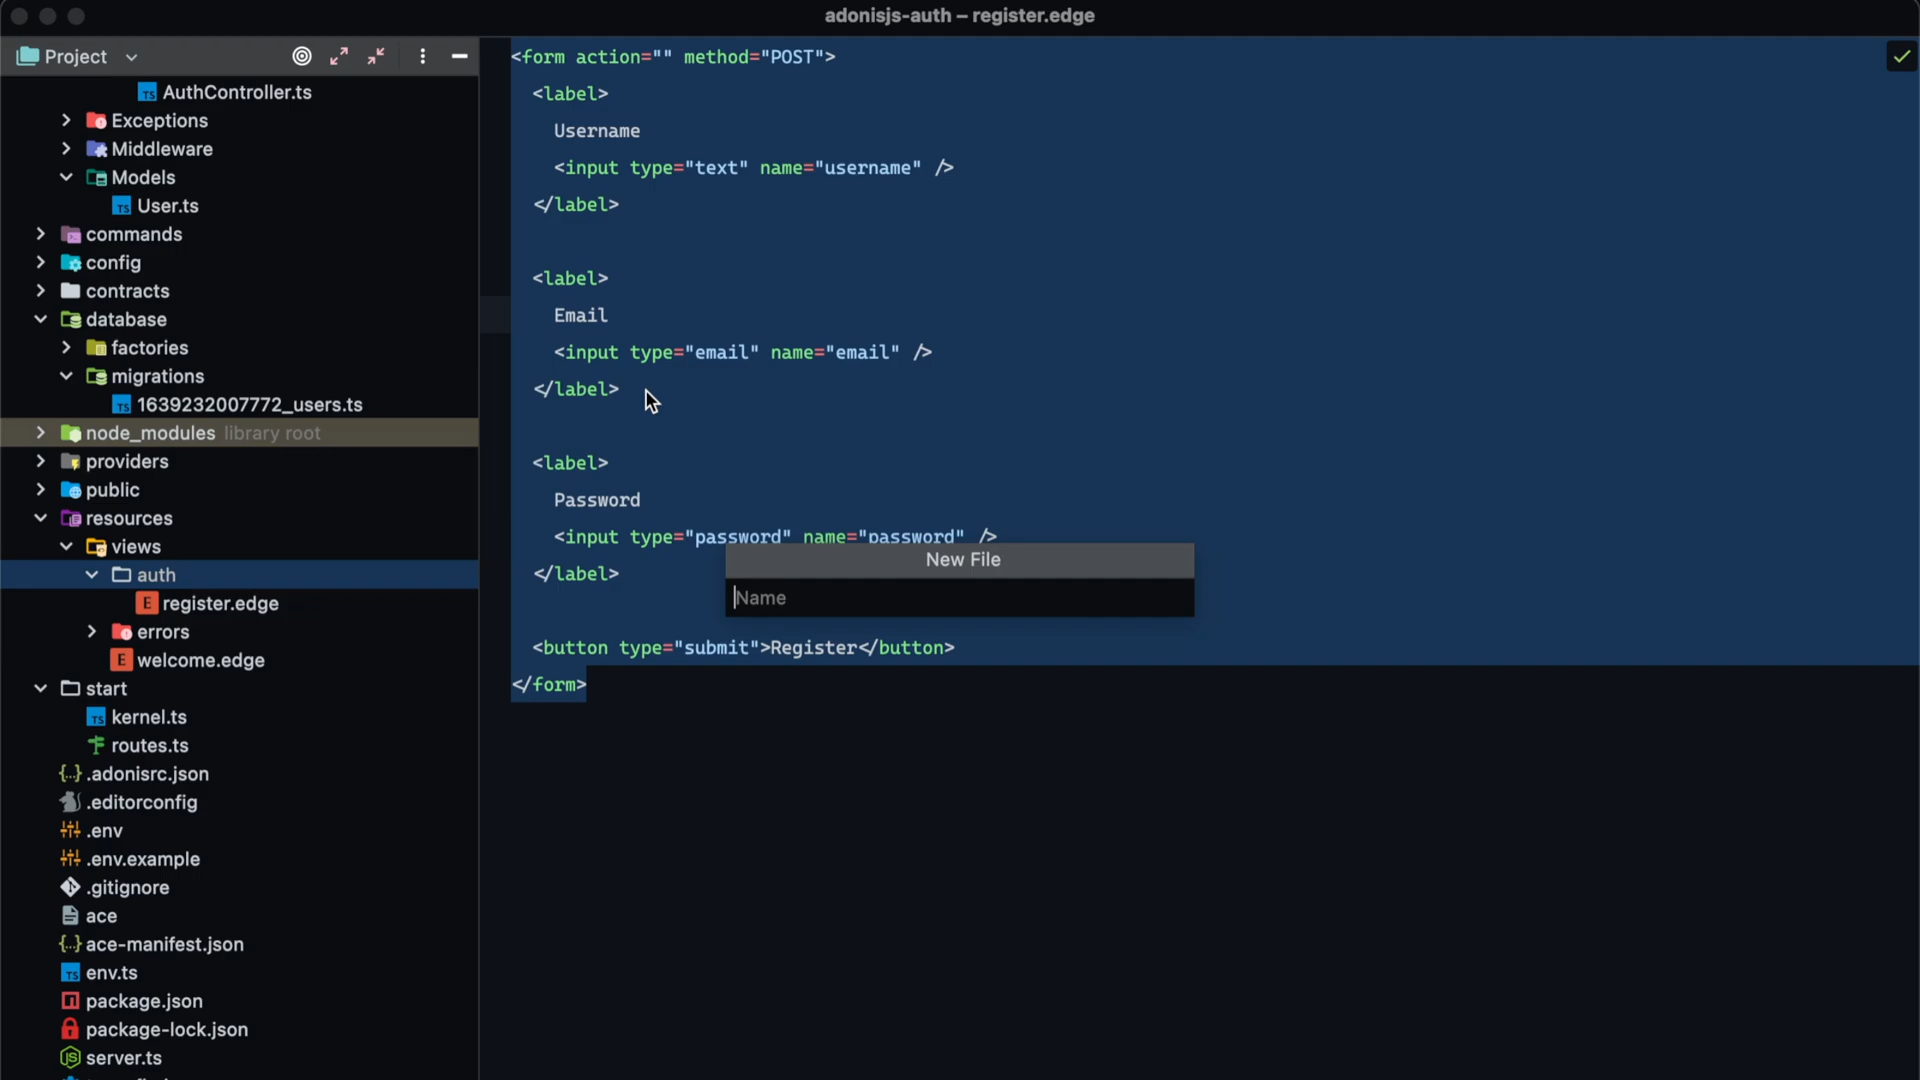 adonisjs-auth – register.edge
Project
AuthController.ts
Exceptions
Middleware
Models
User.ts
commands
config
contracts
database
factories
migrations
1639232007772_users.ts
node_modules library root
providers
public
resources
views
auth
register.edge
errors
welcome.edge
start
kernel.ts
routes.ts
.adonisrc.json
.editorconfig
.env
.env.example
.gitignore
ace
ace-manifest.json
env.ts
package.json
package-lock.json
server.ts
<form action="" method="POST">
<label>
Username
<input type="text" name="username" />
</label>
<label>
Email
<input type="email" name="email" />
</label>
<label>
Password
<input type="password" name="password" />
</label>
New File
Name
<button type="submit">Register</button>
</form>